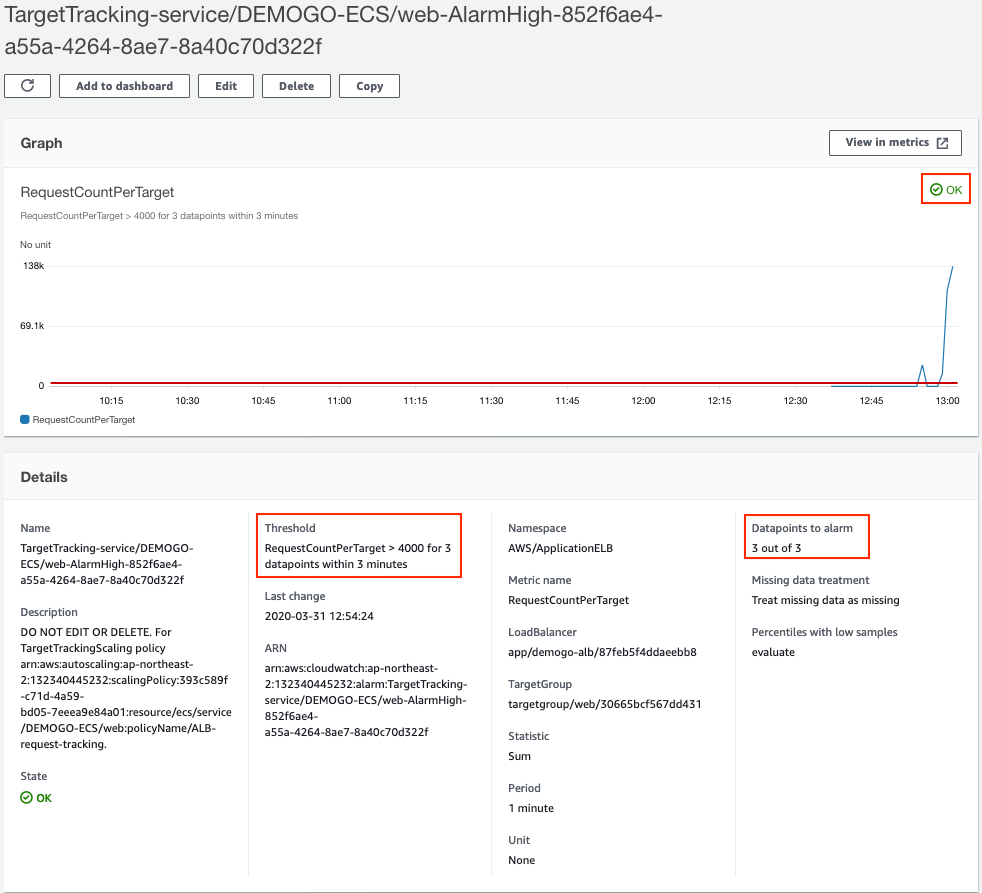 TargetTracking-service/DEMOGO-ECS/web-AlarmHigh-852f6ae4-
a55a-4264-8ae7-8a40c70d322f
Add to dashboard
Edit
Delete
Copy
Graph
View in metrics
RequestCountPerTarget
OK
RequestCountPerTarget > 4000 for 3 datapoints within 3 minutes
No unit
138k
69.1k
0
10:15
10:30
10:45
11:00
11:15
11:30
11:45
12:00
12:15
12:30
12:45
13:00
RequestCountPerTarget
Details
Name
TargetTracking-service/DEMOGO-
ECS/web-AlarmHigh-852f6ae4-
a55a-4264-8ae7-8a40c70d322f
Description
DO NOT EDIT OR DELETE. For
TargetTrackingScaling policy
arn:aws:autoscaling:ap-northeast-
2:132340445232:scalingPolicy:393c589f
-c71d-4a59-
bd05-7eeea9e84a01:resource/ecs/service
/DEMOGO-ECS/web:policyName/ALB-
request-tracking.
State
OK
Threshold
RequestCountPerTarget > 4000 for 3
datapoints within 3 minutes
Last change
2020-03-31 12:54:24
ARN
arn:aws:cloudwatch:ap-northeast-
2:132340445232:alarm:TargetTracking-
service/DEMOGO-ECS/web-AlarmHigh-
852f6ae4-
a55a-4264-8ae7-8a40c70d322f
Namespace
AWS/ApplicationELB
Metric name
RequestCountPerTarget
LoadBalancer
app/demogo-alb/87feb5f4ddaeebb8
TargetGroup
targetgroup/web/30665bcf567dd431
Statistic
Sum
Period
1 minute
Unit
None
Datapoints to alarm
3 out of 3
Missing data treatment
Treat missing data as missing
Percentiles with low samples
evaluate